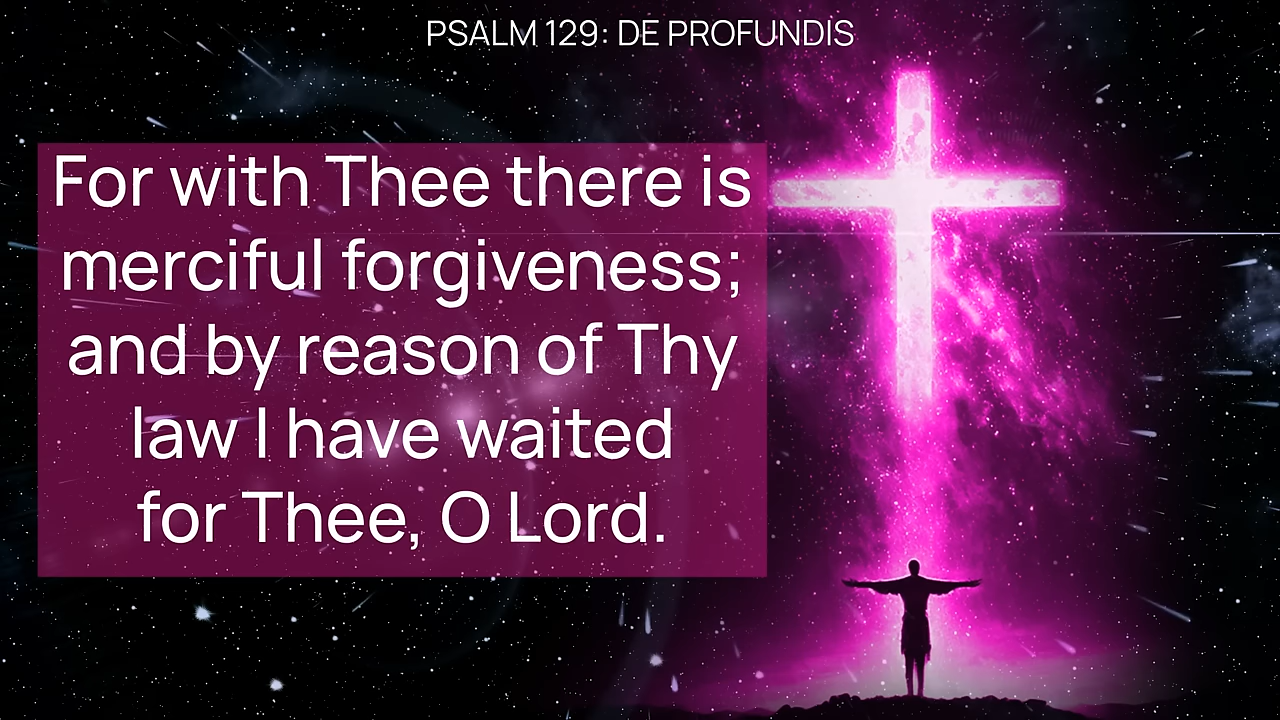 PSALM 129: DE PROFUNDIS
For with Thee there is
merciful forgiveness;
and by reason of Thy
law I have waited
for Thee, O Lord.